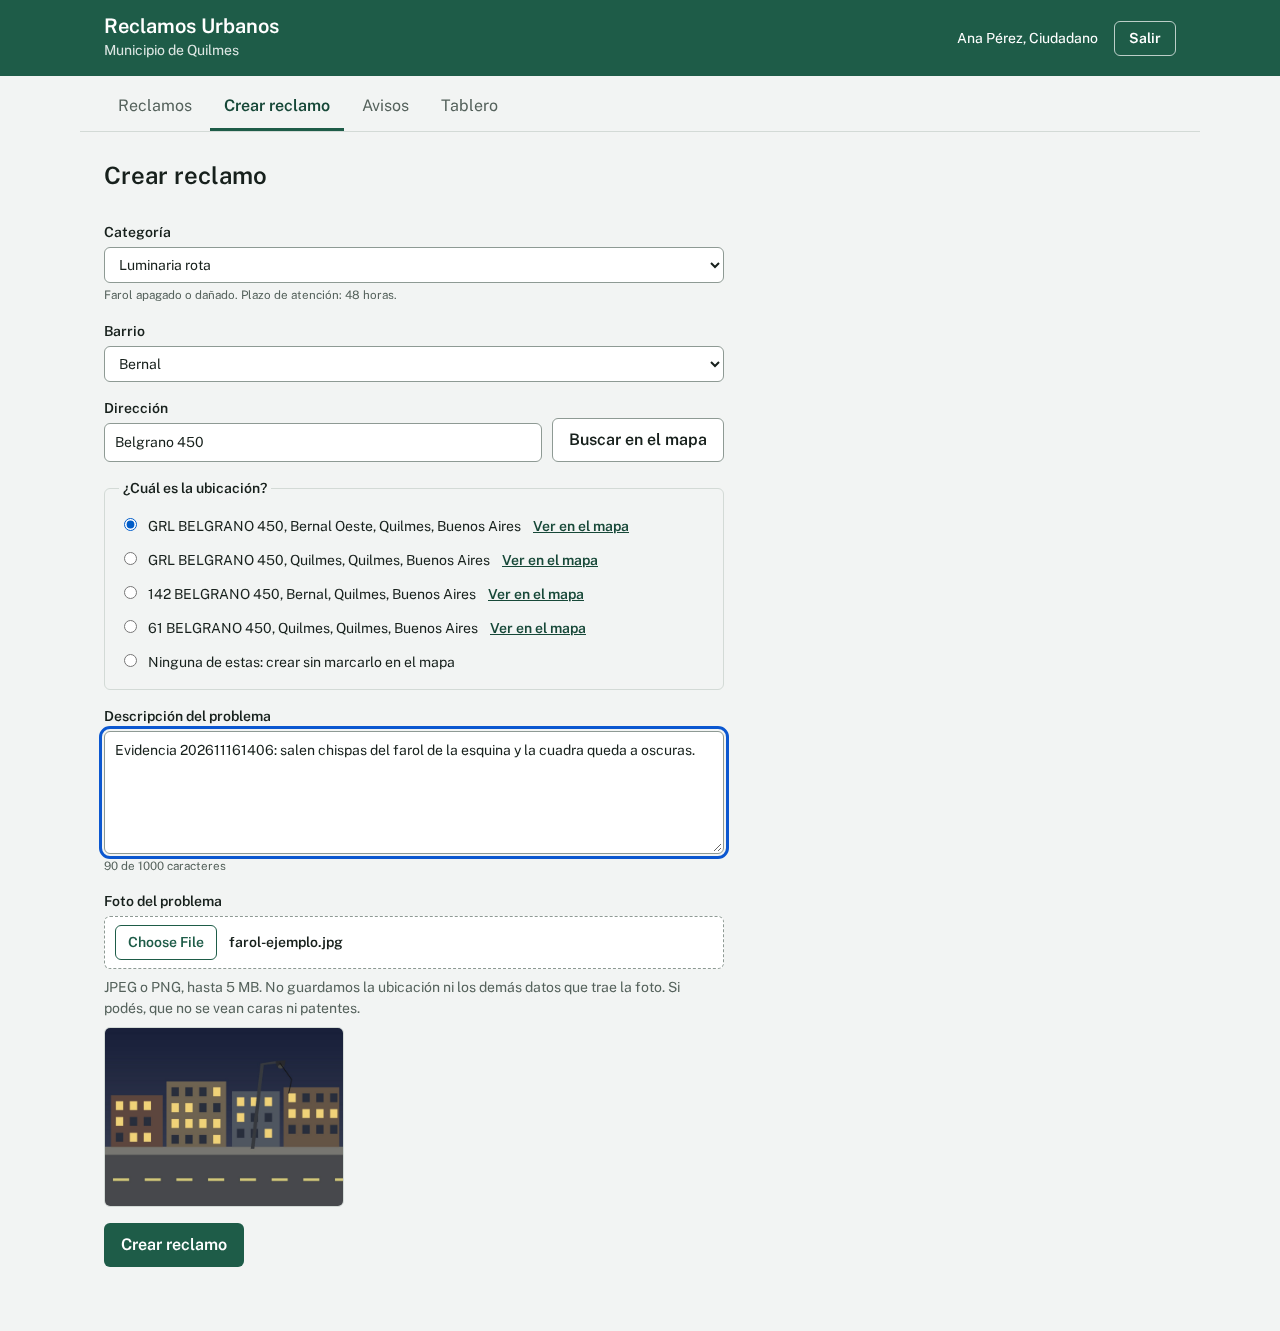 Reclamos Urbanos
Municipio de Quilmes
Ana Pérez, Ciudadano
Salir
Reclamos
Crear reclamo
Avisos
Tablero
Crear reclamo
Categoría
Luminaria rota
Farol apagado o dañado. Plazo de atención: 48 horas.
Barrio
Bernal
Dirección
Belgrano 450
Buscar en el mapa
¿Cuál es la ubicación?
GRL BELGRANO 450, Bernal Oeste, Quilmes, Buenos Aires Ver en el mapa
GRL BELGRANO 450, Quilmes, Quilmes, Buenos Aires Ver en el mapa
142 BELGRANO 450, Bernal, Quilmes, Buenos Aires Ver en el mapa
61 BELGRANO 450, Quilmes, Quilmes, Buenos Aires Ver en el mapa
Ninguna de estas: crear sin marcarlo en el mapa
Descripción del problema
Evidencia 202611161406: salen chispas del farol de la esquina y la cuadra queda a oscuras.
90 de 1000 caracteres
Foto del problema
Choose File farol-ejemplo.jpg
JPEG o PNG, hasta 5 MB. No guardamos la ubicación ni los demás datos que trae la foto. Si
podés, que no se vean caras ni patentes.
Crear reclamo